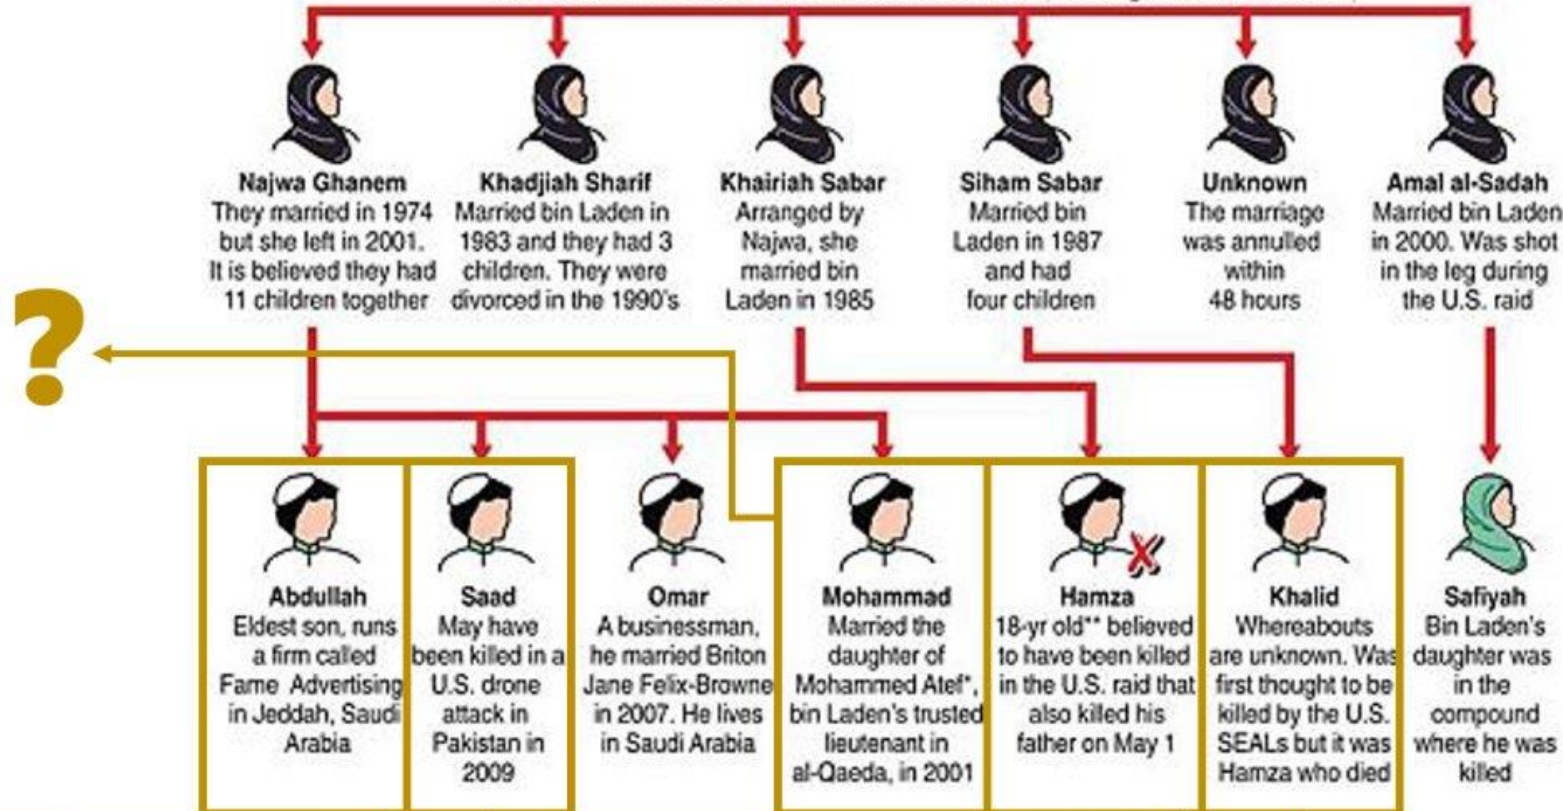 Najwa Ghanem
They married in 1974
but she left in 2001.
It is believed they had
11 children together
Khadjiah Sharif
Married bin Laden in
1983 and they had 3
children. They were
divorced in the 1990's
Khairiah Sabar
Arranged by
Najwa, she
married bin
Laden in 1985
Siham Sabar
Married bin
Laden in 1987
and had
four children
Unknown
The marriage
was annulled
within
48 hours
Amal al-Sadah
Married bin Laden
in 2000. Was shot
in the leg during
the U.S. raid
?
Abdullah
Eldest son, runs
a firm called
Fame Advertising
in Jeddah, Saudi
Arabia
Saad
May have
been killed in a
U.S. drone
attack in
Pakistan in
2009
Omar
A businessman,
he married Briton
Jane Felix-Browne
in 2007. He lives
in Saudi Arabia
Mohammad
Married the
daughter of
Mohammed Atef*,
bin Laden's trusted
lieutenant in
al-Qaeda, in 2001
Hamza
18-yr old** believed
to have been killed
in the U.S. raid that
also killed his
father on May 1
Khalid
Whereabouts
are unknown. Was
first thought to be
killed by the U.S.
SEALs but it was
Hamza who died
Safiyah
Bin Laden's
daughter was
in the
compound
where he was
killed